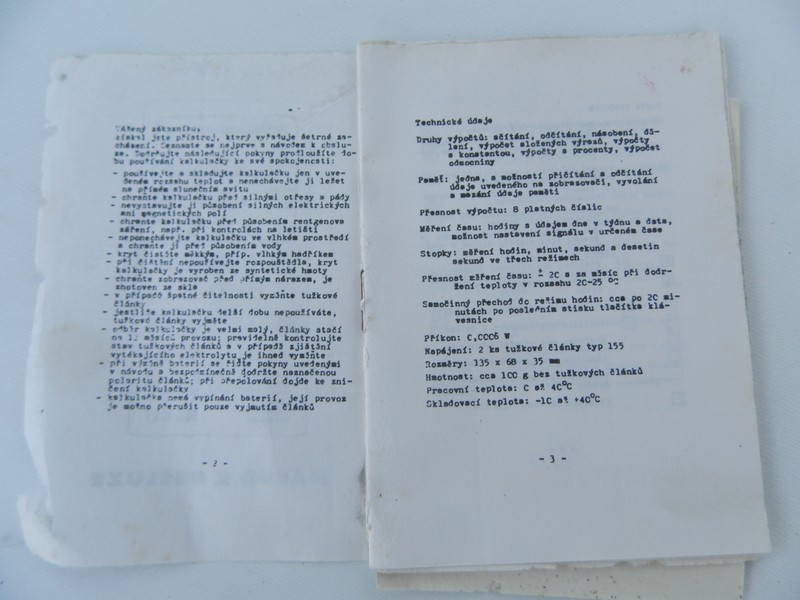 Vážený zákazníku,
získal jste přístroj, který vyžaduje šetrné za-
cházení. Seznamte se nejprve s návodem k obslu-
ze. Dodržujte následující pokyny prodloužíte do-
bu používání kalkulačky ke své spokojenosti:
- používejte a skladujte kalkulačku jen v uve-
deném rozsahu teplot a nenechávejte ji ležet
na přímém slunečním svitu
- chraňte kalkulačku před silnými otřesy a pády
- nevystavujte ji působení silných elektrických
ani magnetických polí
- chraňte kalkulačku před působením rentgenova
záření, např. při kontrolách na letišti
- neponechávejte kalkulačku ve vlhkém prostředí
a chraňte ji před působením vody
- kryt čistěte měkkým, příp. vlhkým hadříkem
- při čištění nepoužívejte rozpouštědla, kryt
kalkulačky je vyroben ze syntetické hmoty
- chraňte zobrazovač před přímým nárazem, je
zhotoven ze skla
- v případě špatné čitelnosti vyměňte tužkové
články
- jestliže kalkulačku delší dobu nepoužíváte,
tužkové články vyjměte
- odběr kalkulačky je velmi malý, články stačí
na 12 měsíců provozu; pravidelně kontrolujte
stav tužkových článků a v případě zjištění
vytékajícího elektrolytu je ihned vyměňte
- při výměně baterií se řiďte pokyny uvedenými
v návodu a bezpodmínečně dodržte naznačenou
polaritu článků; při přepólování dojde ke zni-
čení kalkulačky
- kalkulačka nemá vypínání baterií, její provoz
je možno přerušit pouze vyjmutím článků
- 2 -
Technické údaje
Druhy výpočtů: sčítání, odčítání, násobení, dě-
lení, výpočet složených výrazů, výpočty
s konstantou, výpočty s procenty, výpočet
odmocniny
Paměť: jedna, s možností přičítání a odčítání
údaje uvedeného na zobrazovači, vyvolání
a mazání údaje paměti
Přesnost výpočtu: 8 platných číslic
Měření času: hodiny s údajem dne v týdnu a data,
možnost nastavení signálu v určeném čase
Stopky: měření hodin, minut, sekund a desetin
sekund ve třech režimech
Přesnost měření času: ± 20 s za měsíc při dodr-
žení teploty v rozsahu 20-25 °C
Samočinný přechod do režimu hodin: cca po 20 mi-
nutách po posledním stisku tlačítka klá-
vesnice
Příkon: 0,0006 W
Napájení: 2 ks tužkové články typ 155
Rozměry: 135 x 68 x 35 mm
Hmotnost: cca 100 g bez tužkových článků
Pracovní teplota: 0 až 40°C
Skladovací teplota: -10 až +40°C
- 3 -